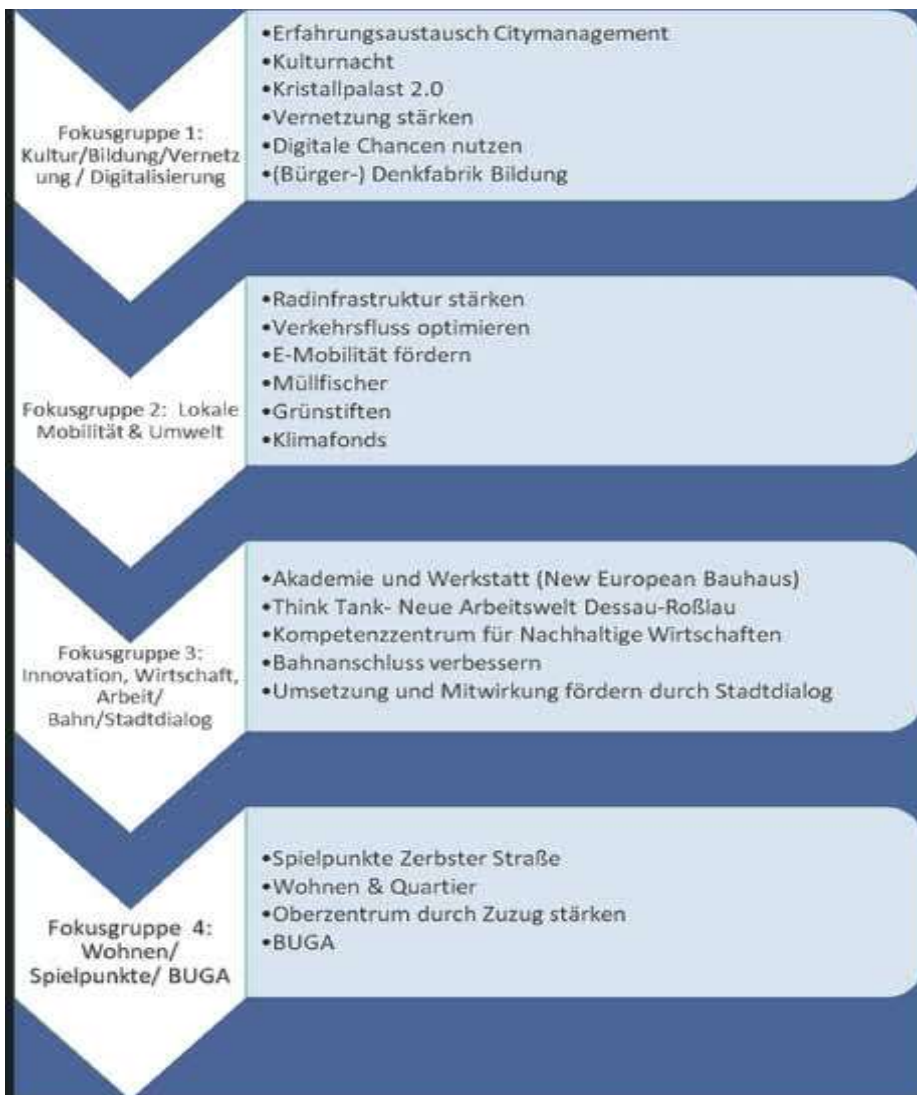 Fokusgruppe 1:
Kultur/Bildung/Vernetz
ung / Digitalisierung
•Erfahrungsaustausch Citymanagement
•Kulturnacht
•Kristallpalast 2.0
•Vernetzung stärken
•Digitale Chancen nutzen
•(Bürger-) Denkfabrik Bildung
Fokusgruppe 2: Lokale
Mobilität & Umwelt
•Radinfrastruktur stärken
•Verkehrsfluss optimieren
•E-Mobilität fördern
•Müllfischer
•Grünstiften
•Klimafonds
Fokusgruppe 3:
Innovation, Wirtschaft,
Arbeit/
Bahn/Stadtdialog
•Akademie und Werkstatt (New European Bauhaus)
•Think Tank- Neue Arbeitswelt Dessau-Roßlau
•Kompetenzzentrum für Nachhaltige Wirtschaften
•Bahnanschluss verbessern
•Umsetzung und Mitwirkung fördern durch Stadtdialog
Fokusgruppe 4:
Wohnen/
Spielpunkte/ BUGA
•Spielpunkte Zerbster Straße
•Wohnen & Quartier
•Oberzentrum durch Zuzug stärken
•BUGA